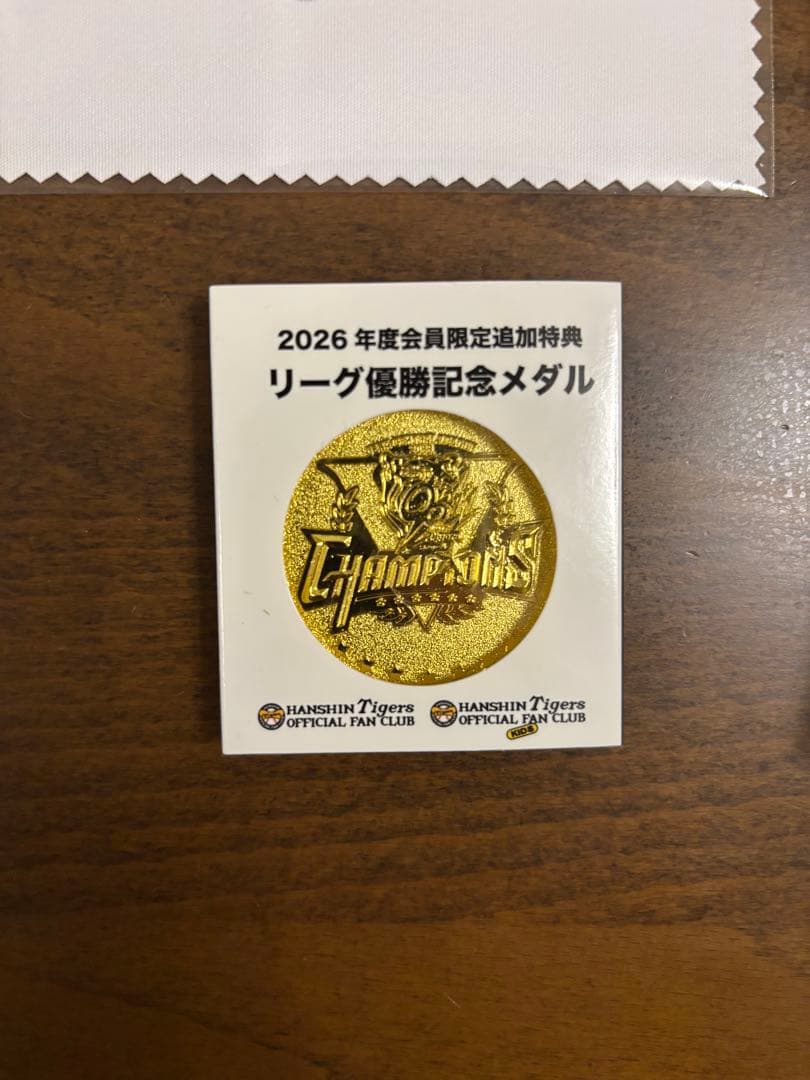 2026 年度会員限定追加特典
リーグ優勝記念メダル
CHAMPIONS
HANSHIN Tigers
OFFICIAL FAN CLUB
HANSHIN Tigers
OFFICIAL FAN CLUB
KIDS